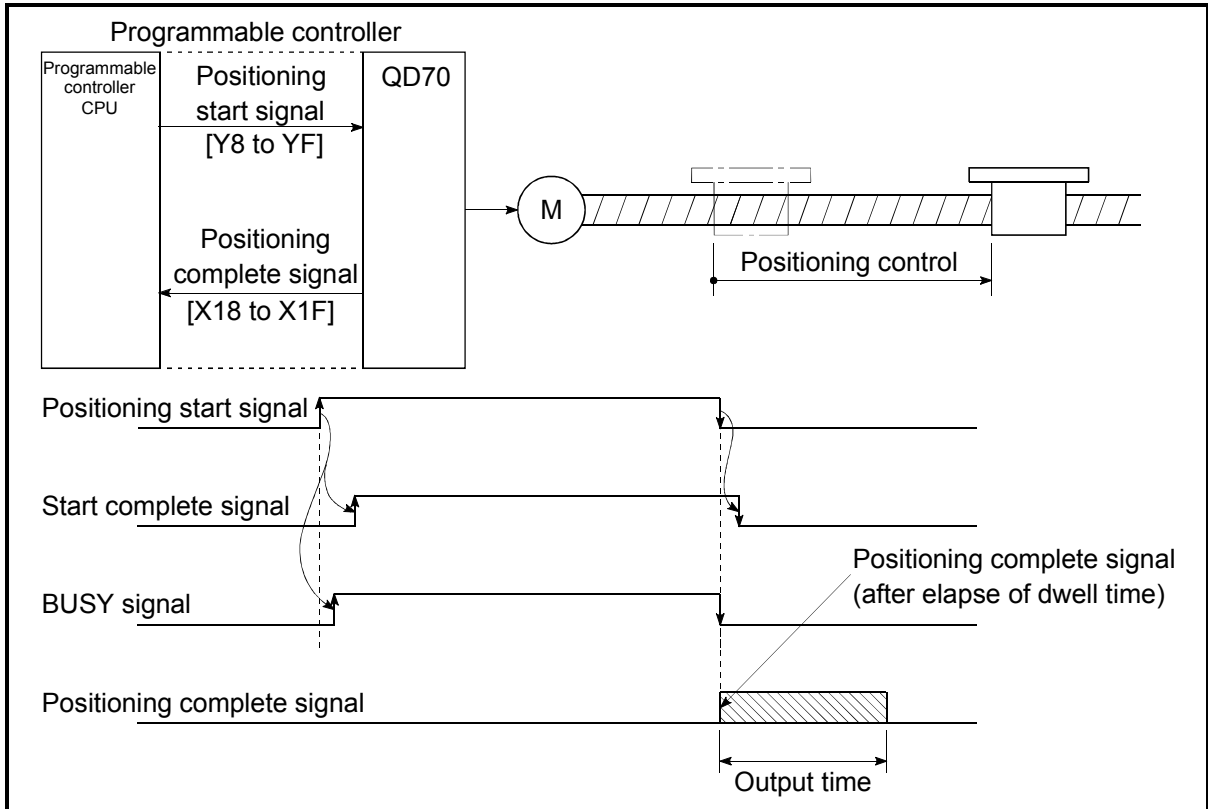 Programmable controller
Programmable
controller
CPU
Positioning
start signal
[Y8 to YF]
QD70
Positioning
complete signal
[X18 to X1F]
M
Positioning control
Positioning start signal
Start complete signal
BUSY signal
Positioning complete signal
(after elapse of dwell time)
Positioning complete signal
Output time